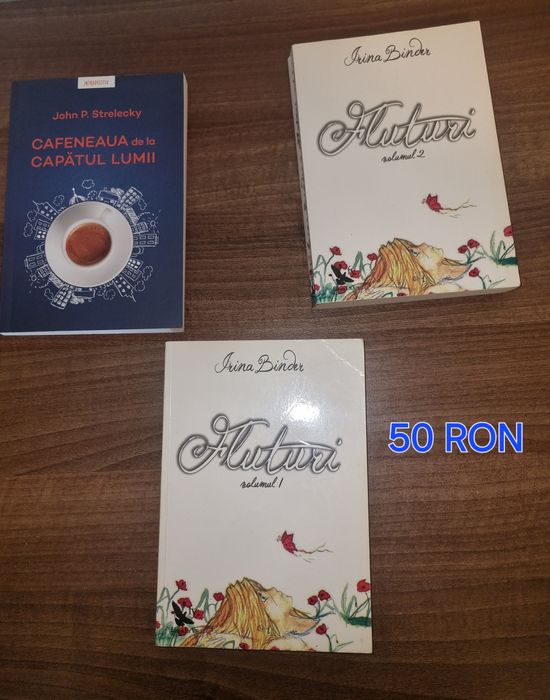 INTROSPECTIV
John P. Strelecky
CAFENEAUA de la
CAPĂTUL LUMII
Irina Binder
Fluturi
volumul 2
Irina Binder
Fluturi
volumul 1
50 RON